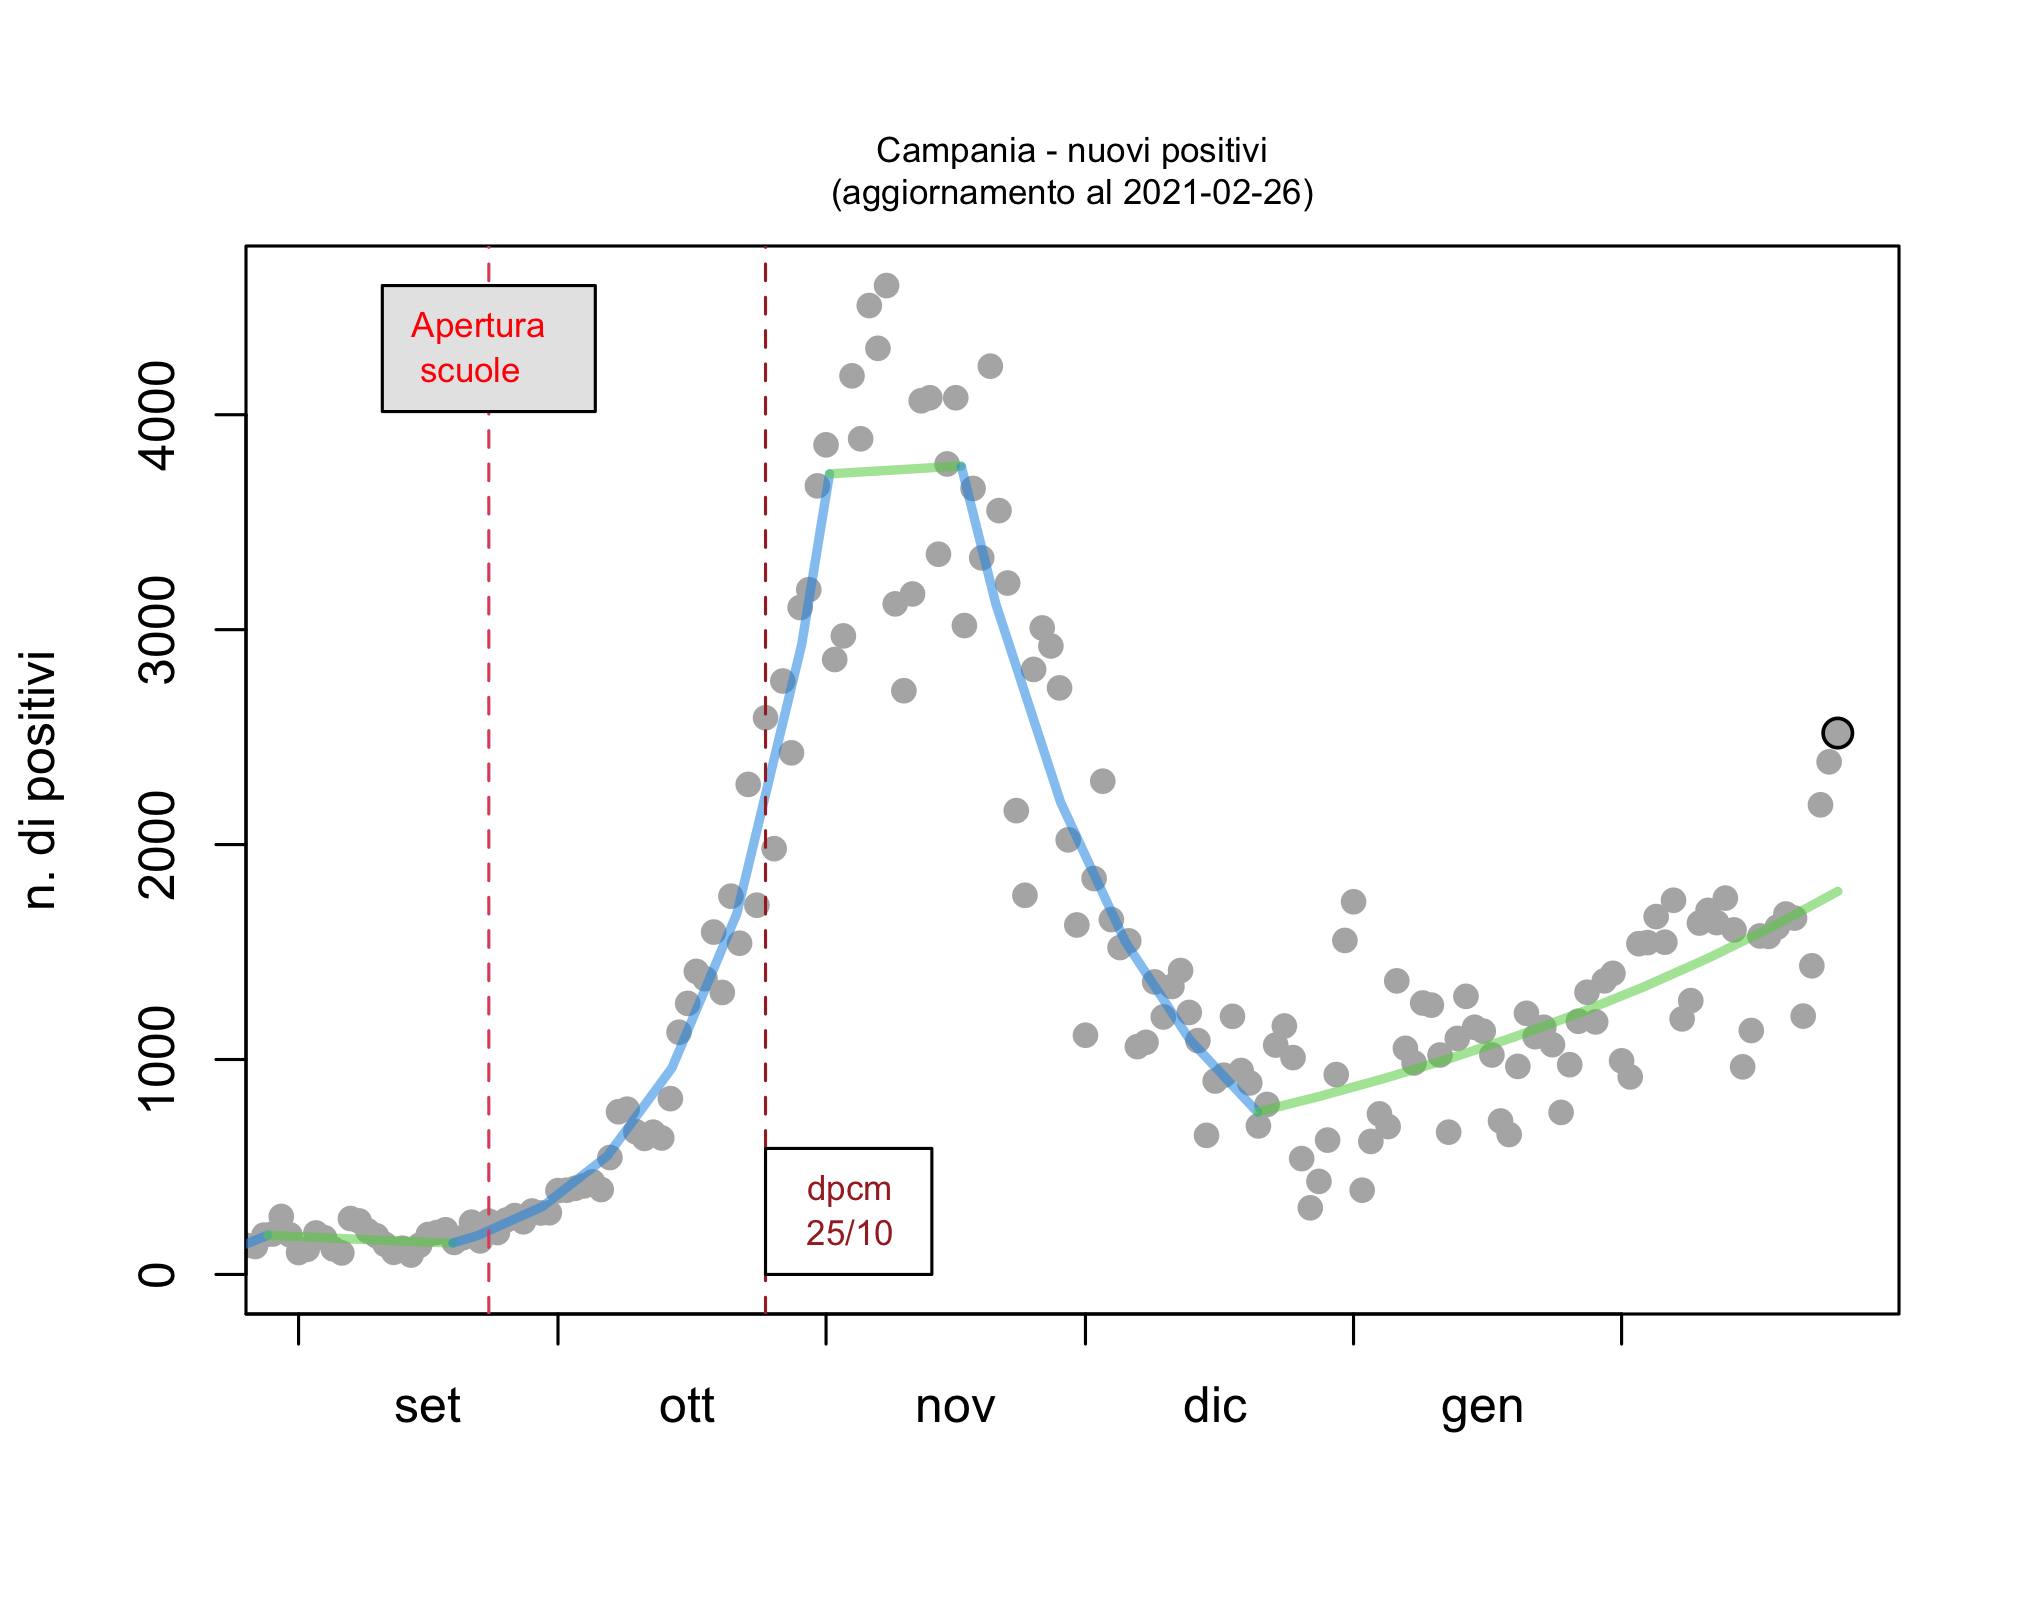 Campania - nuovi positivi
(aggiornamento al 2021-02-26)
Apertura
scuole
dpcm
25/10
n. di positivi
4000
3000
2000
1000
0
set
ott
nov
dic
gen